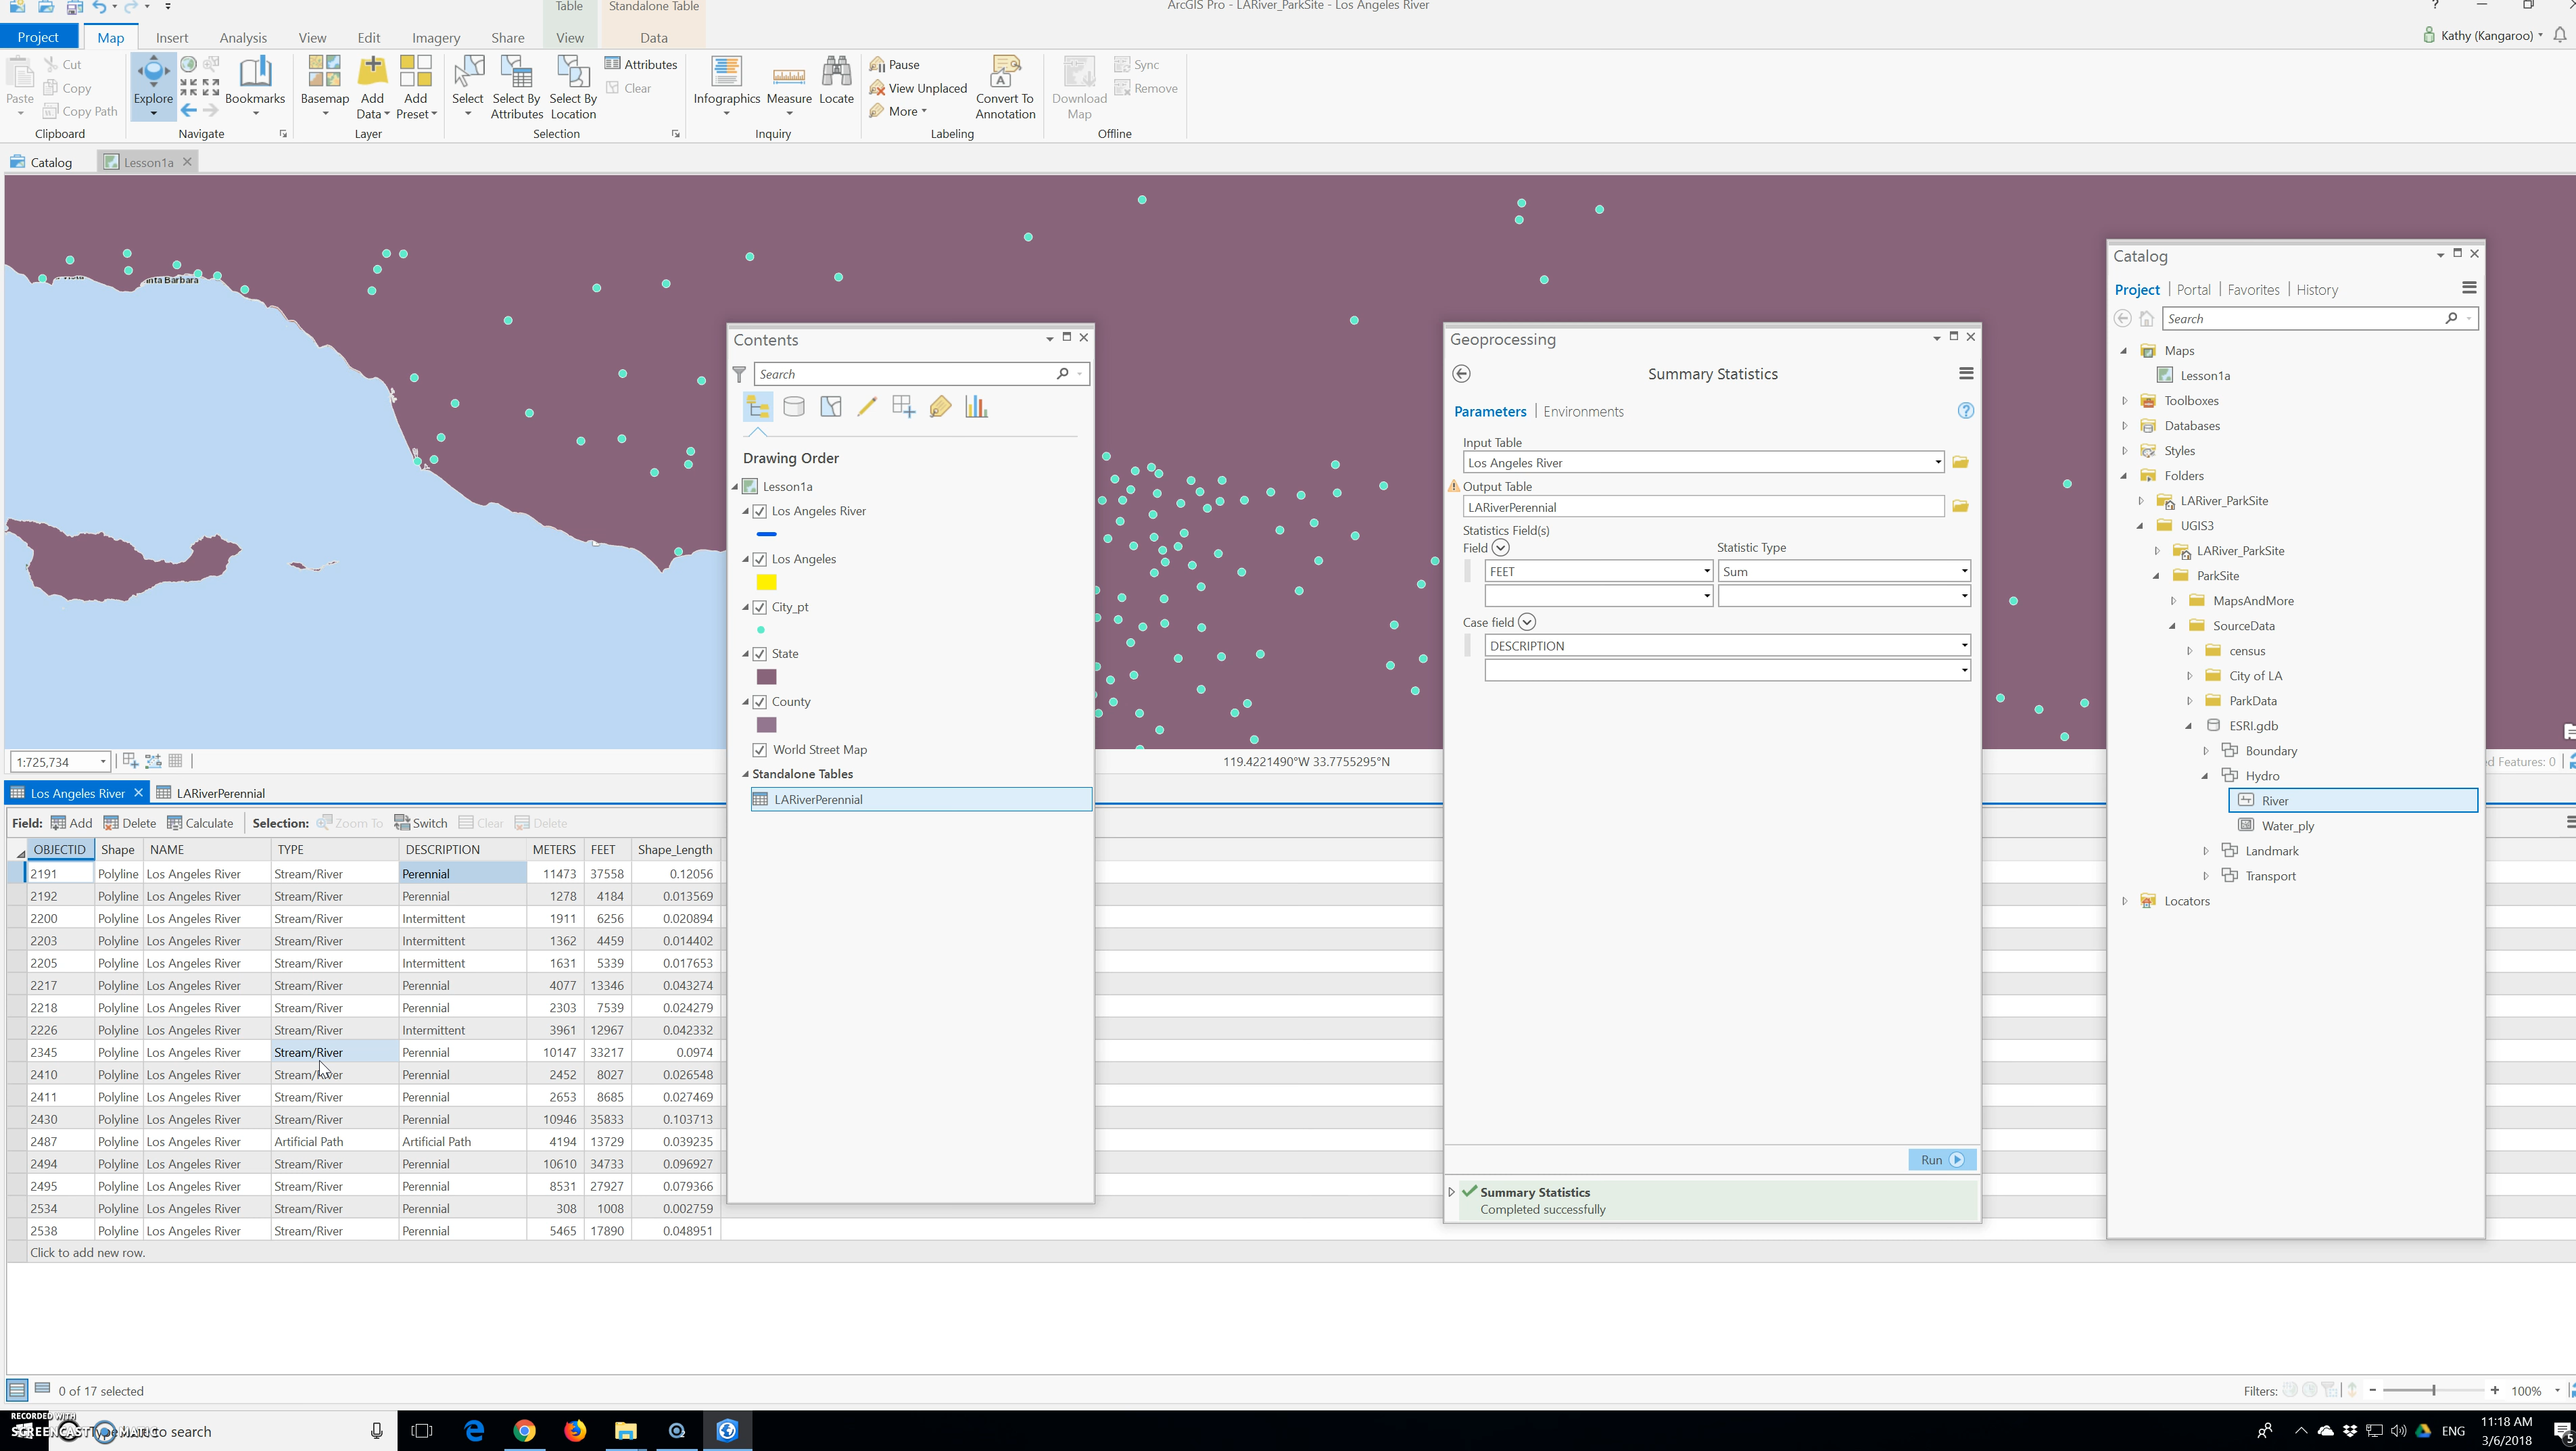 Table
Standalone Table
ArcGIS Pro - LARiver_ParkSite - Los Angeles River
?
Project
Map
Insert
Analysis
View
Edit
Imagery
Share
View
Data
Kathy (Kangaroo)
Paste
Cut
Copy
Copy Path
Clipboard
Explore
Bookmarks
Navigate
Basemap
Add Data
Add Preset
Layer
Select
Select By Attributes
Select By Location
Attributes
Clear
Selection
Infographics
Measure
Locate
Inquiry
Pause
View Unplaced
More
Convert To Annotation
Labeling
Download Map
Sync
Remove
Offline
Catalog
Lesson1a
nta Barbara
Contents
Search
Drawing Order
Lesson1a
Los Angeles River
Los Angeles
City_pt
State
County
World Street Map
Standalone Tables
LARiverPerennial
Geoprocessing
Summary Statistics
Parameters | Environments
Input Table
Los Angeles River
Output Table
LARiverPerennial
Statistics Field(s)
Field
Statistic Type
FEET
Sum
Case field
DESCRIPTION
Run
Summary Statistics
Completed successfully
Catalog
Project | Portal | Favorites | History
Search
Maps
Lesson1a
Toolboxes
Databases
Styles
Folders
LARiver_ParkSite
UGIS3
LARiver_ParkSite
ParkSite
MapsAndMore
SourceData
census
City of LA
ParkData
ESRI.gdb
Boundary
Hydro
River
Water_ply
Landmark
Transport
Locators
1:725,734
119.4221490°W 33.7755295°N
d Features: 0
Los Angeles River
LARiverPerennial
Field: Add Delete Calculate Selection: Zoom To Switch Clear Delete
OBJECTID Shape NAME TYPE DESCRIPTION METERS FEET Shape_Length
2191 Polyline Los Angeles River Stream/River Perennial 11473 37558 0.12056
2192 Polyline Los Angeles River Stream/River Perennial 1278 4184 0.013569
2200 Polyline Los Angeles River Stream/River Intermittent 1911 6256 0.020894
2203 Polyline Los Angeles River Stream/River Intermittent 1362 4459 0.014402
2205 Polyline Los Angeles River Stream/River Intermittent 1631 5339 0.017653
2217 Polyline Los Angeles River Stream/River Perennial 4077 13346 0.043274
2218 Polyline Los Angeles River Stream/River Perennial 2303 7539 0.024279
2226 Polyline Los Angeles River Stream/River Intermittent 3961 12967 0.042332
2345 Polyline Los Angeles River Stream/River Perennial 10147 33217 0.0974
2410 Polyline Los Angeles River Stream/River Perennial 2452 8027 0.026548
2411 Polyline Los Angeles River Stream/River Perennial 2653 8685 0.027469
2430 Polyline Los Angeles River Stream/River Perennial 10946 35833 0.103713
2487 Polyline Los Angeles River Artificial Path Artificial Path 4194 13729 0.039235
2494 Polyline Los Angeles River Stream/River Perennial 10610 34733 0.096927
2495 Polyline Los Angeles River Stream/River Perennial 8531 27927 0.079366
2534 Polyline Los Angeles River Stream/River Perennial 308 1008 0.002759
2538 Polyline Los Angeles River Stream/River Perennial 5465 17890 0.048951
Click to add new row.
0 of 17 selected
Filters:
100%
RECORDED WITH
SCREENCAST MATIC
Type to search
ENG
11:18 AM
3/6/2018
5